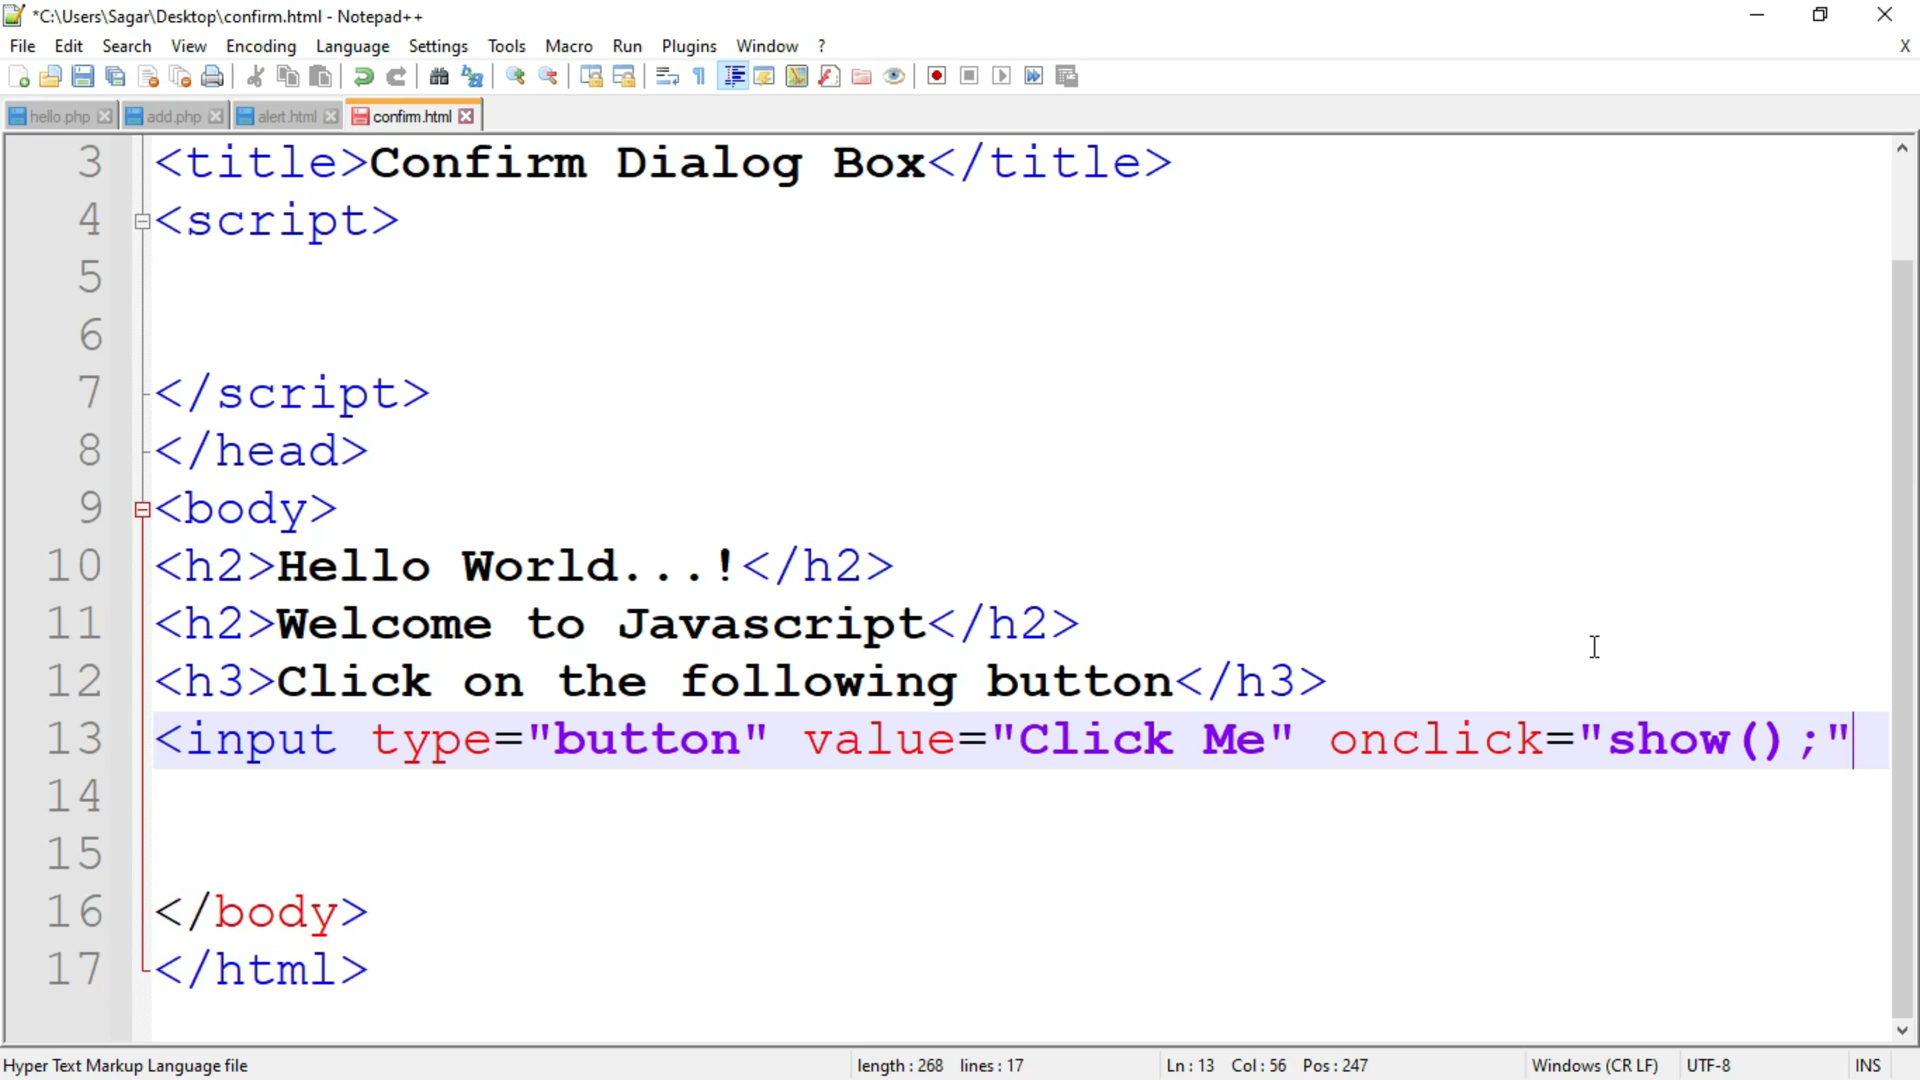 *C:\Users\Sagar\Desktop\confirm.html - Notepad++
File Edit Search View Encoding Language Settings Tools Macro Run Plugins Window ? X
hello.php add.php alert.html confirm.html
3 <title>Confirm Dialog Box</title>
4 <script>
5
6
7 </script>
8 </head>
9 <body>
10 <h2>Hello World...!</h2>
11 <h2>Welcome to Javascript</h2>
12 <h3>Click on the following button</h3>
13 <input type="button" value="Click Me" onclick="show();"
14
15
16 </body>
17 </html>
Hyper Text Markup Language file length : 268 lines : 17 Ln : 13 Col : 56 Pos : 247 Windows (CR LF) UTF-8 INS